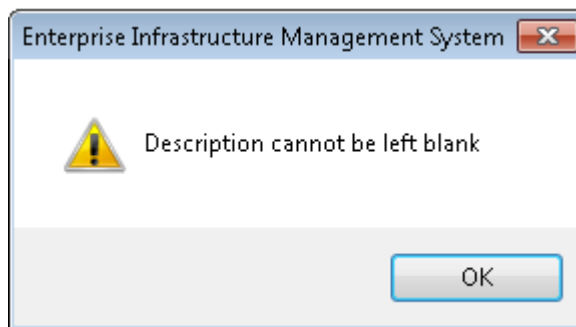 Enterprise Infrastructure Management System
Description cannot be left blank
OK